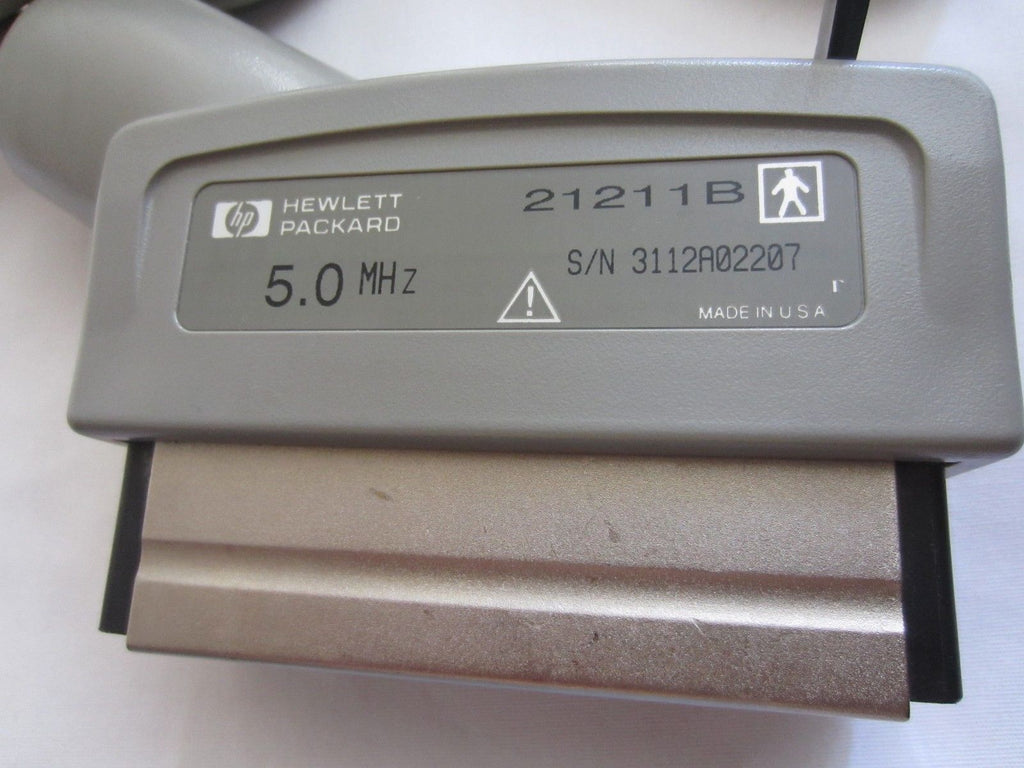 hp HEWLETT
PACKARD
21211B
5.0 MHz
S/N 3112A02207
MADE IN U S A